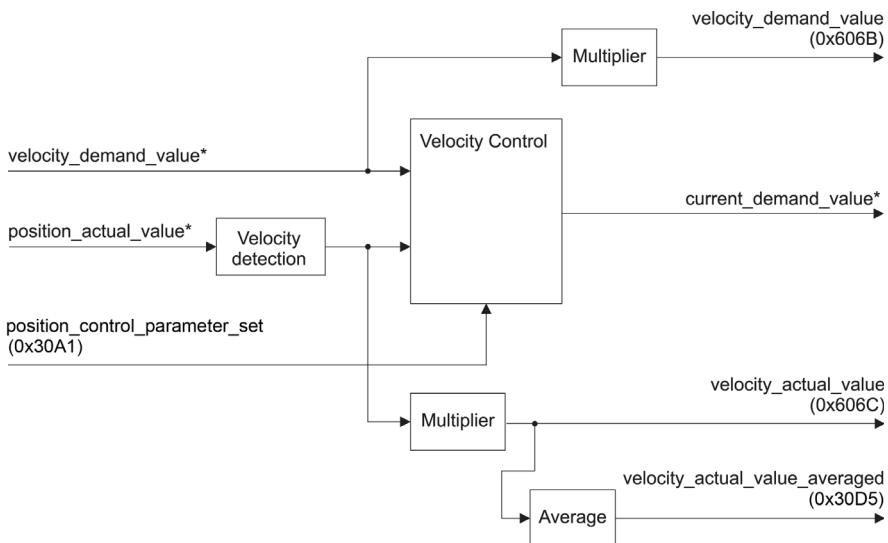 velocity_demand_value
(0x606B)
Multiplier
Velocity Control
velocity_demand_value*
current_demand_value*
position_actual_value*
Velocity
detection
position_control_parameter_set
(0x30A1)
velocity_actual_value
(0x606C)
Multiplier
velocity_actual_value_averaged
(0x30D5)
Average